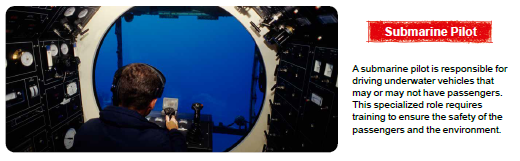 Submarine Pilot
A submarine pilot is responsible for
driving underwater vehicles that
may or may not have passengers.
This specialized role requires
training to ensure the safety of the
passengers and the environment.